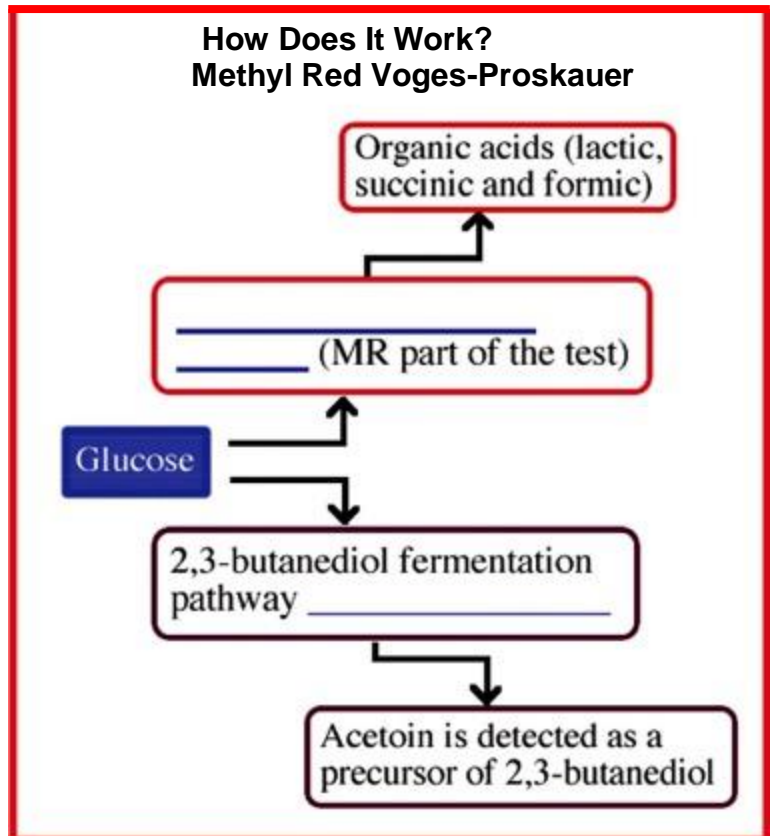 How Does It Work?
Methyl Red Voges-Proskauer
Organic acids (lactic,
succinic and formic)
(MR part of the test)
Glucose
2,3-butanediol fermentation
pathway
Acetoin is detected as a
precursor of 2,3-butanediol